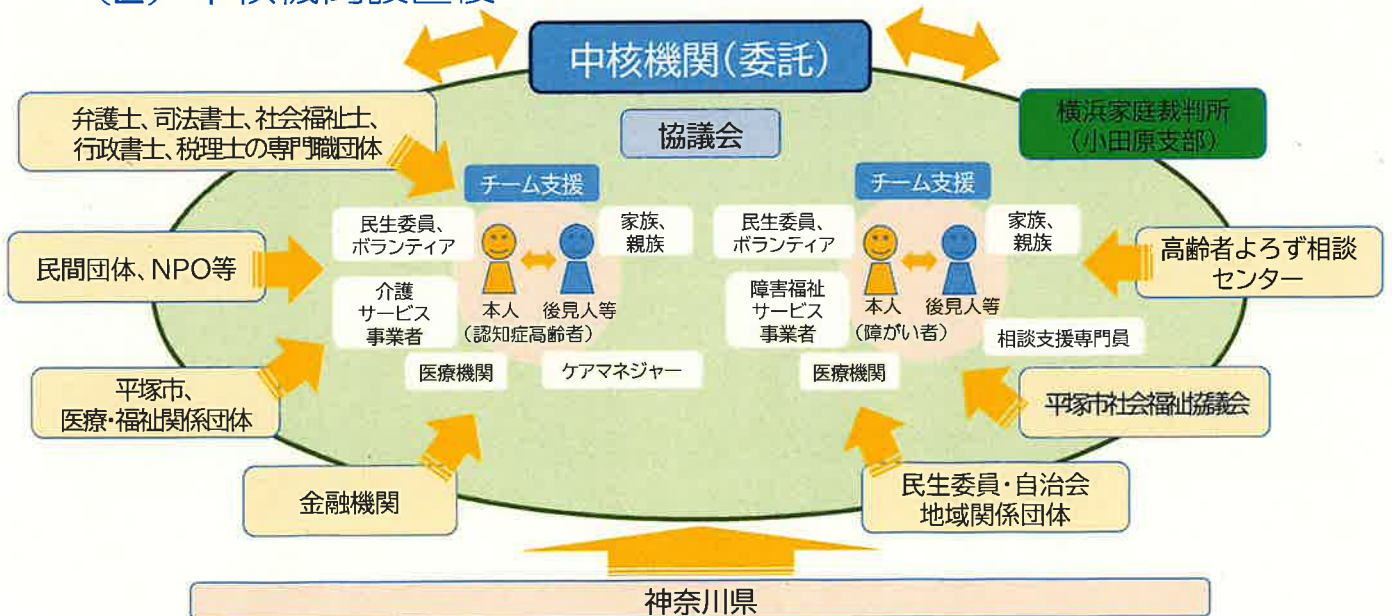 (2) 中核機関設置後
中核機関(委託)
協議会
横浜家庭裁判所
(小田原支部)
弁護士、司法書士、社会福祉士、
行政書士、税理士の専門職団体
チーム支援
民生委員、
ボランティア
家族、
親族
介護
サービス
事業者
本人 後見人等
(認知症高齢者)
医療機関
ケアマネジャー
チーム支援
民生委員、
ボランティア
家族、
親族
障害福祉
サービス
事業者
本人 後見人等
(障がい者)
相談支援専門員
医療機関
民間団体、NPO等
高齢者よろず相談
センター
平塚市、
医療・福祉関係団体
平塚市社会福祉協議会
金融機関
民生委員・自治会
地域関係団体
神奈川県